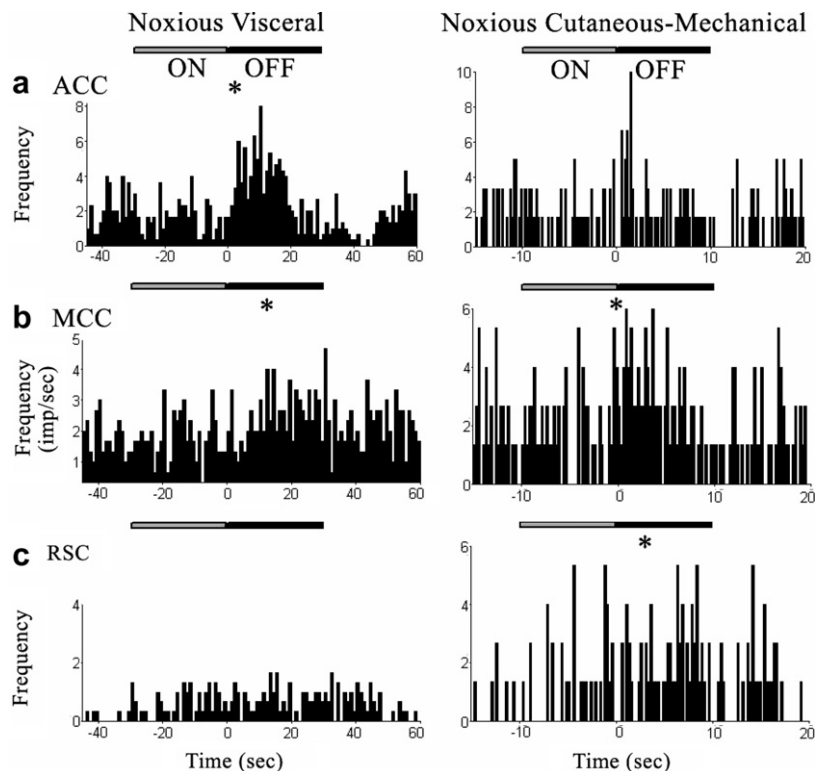 Noxious Visceral Noxious Cutaneous-Mechanical
ON OFF ON OFF
a ACC *
8 10
6 8
6
4 4
2 2
0 0
Frequency
-40 -20 0 20 40 60 -10 0 10 20
b MCC * *
5 6
4
3 4
2 2
1 0
Frequency
(imp/sec)
-40 -20 0 20 40 60 -10 0 10 20
c RSC *
4 6
4
2 2
0 0
Frequency
-40 -20 0 20 40 60 -10 0 10 20
Time (sec) Time (sec)